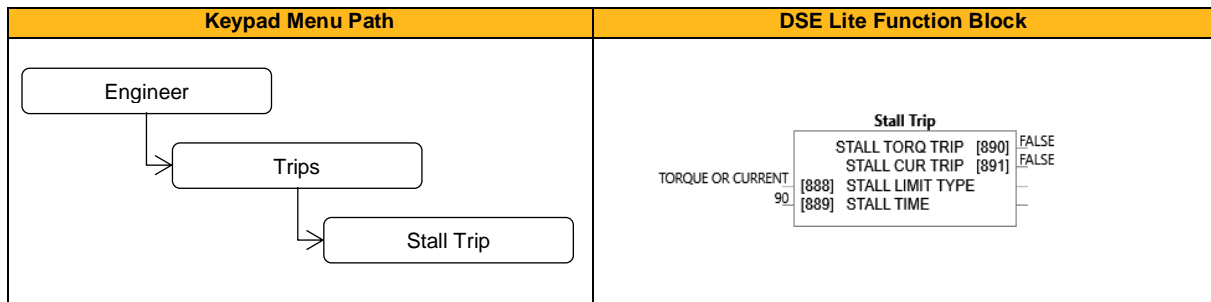 Keypad Menu Path
DSE Lite Function Block
Engineer
Trips
Stall Trip
Stall Trip
STALL TORQ TRIP [890] FALSE
STALL CUR TRIP [891] FALSE
TORQUE OR CURRENT [888] STALL LIMIT TYPE
90 [889] STALL TIME